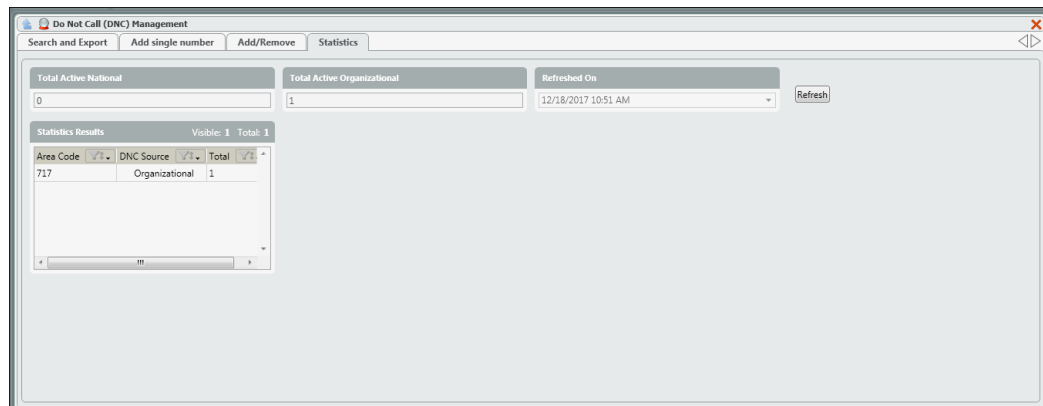 Do Not Call (DNC) Management
Search and Export Add single number Add/Remove Statistics
Total Active National Total Active Organizational Refreshed On
0 1 12/18/2017 10:51 AM Refresh
Statistics Results Visible: 1 Total: 1
Area Code DNC Source Total
717 Organizational 1